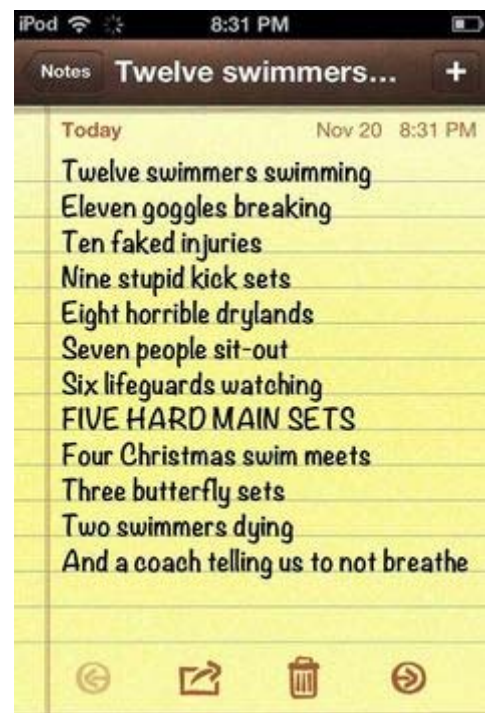 iPod 8:31 PM
Notes Twelve swimmers... +
Today Nov 20 8:31 PM
Twelve swimmers swimming
Eleven goggles breaking
Ten faked injuries
Nine stupid kick sets
Eight horrible drylands
Seven people sit-out
Six lifeguards watching
FIVE HARD MAIN SETS
Four Christmas swim meets
Three butterfly sets
Two swimmers dying
And a coach telling us to not breathe